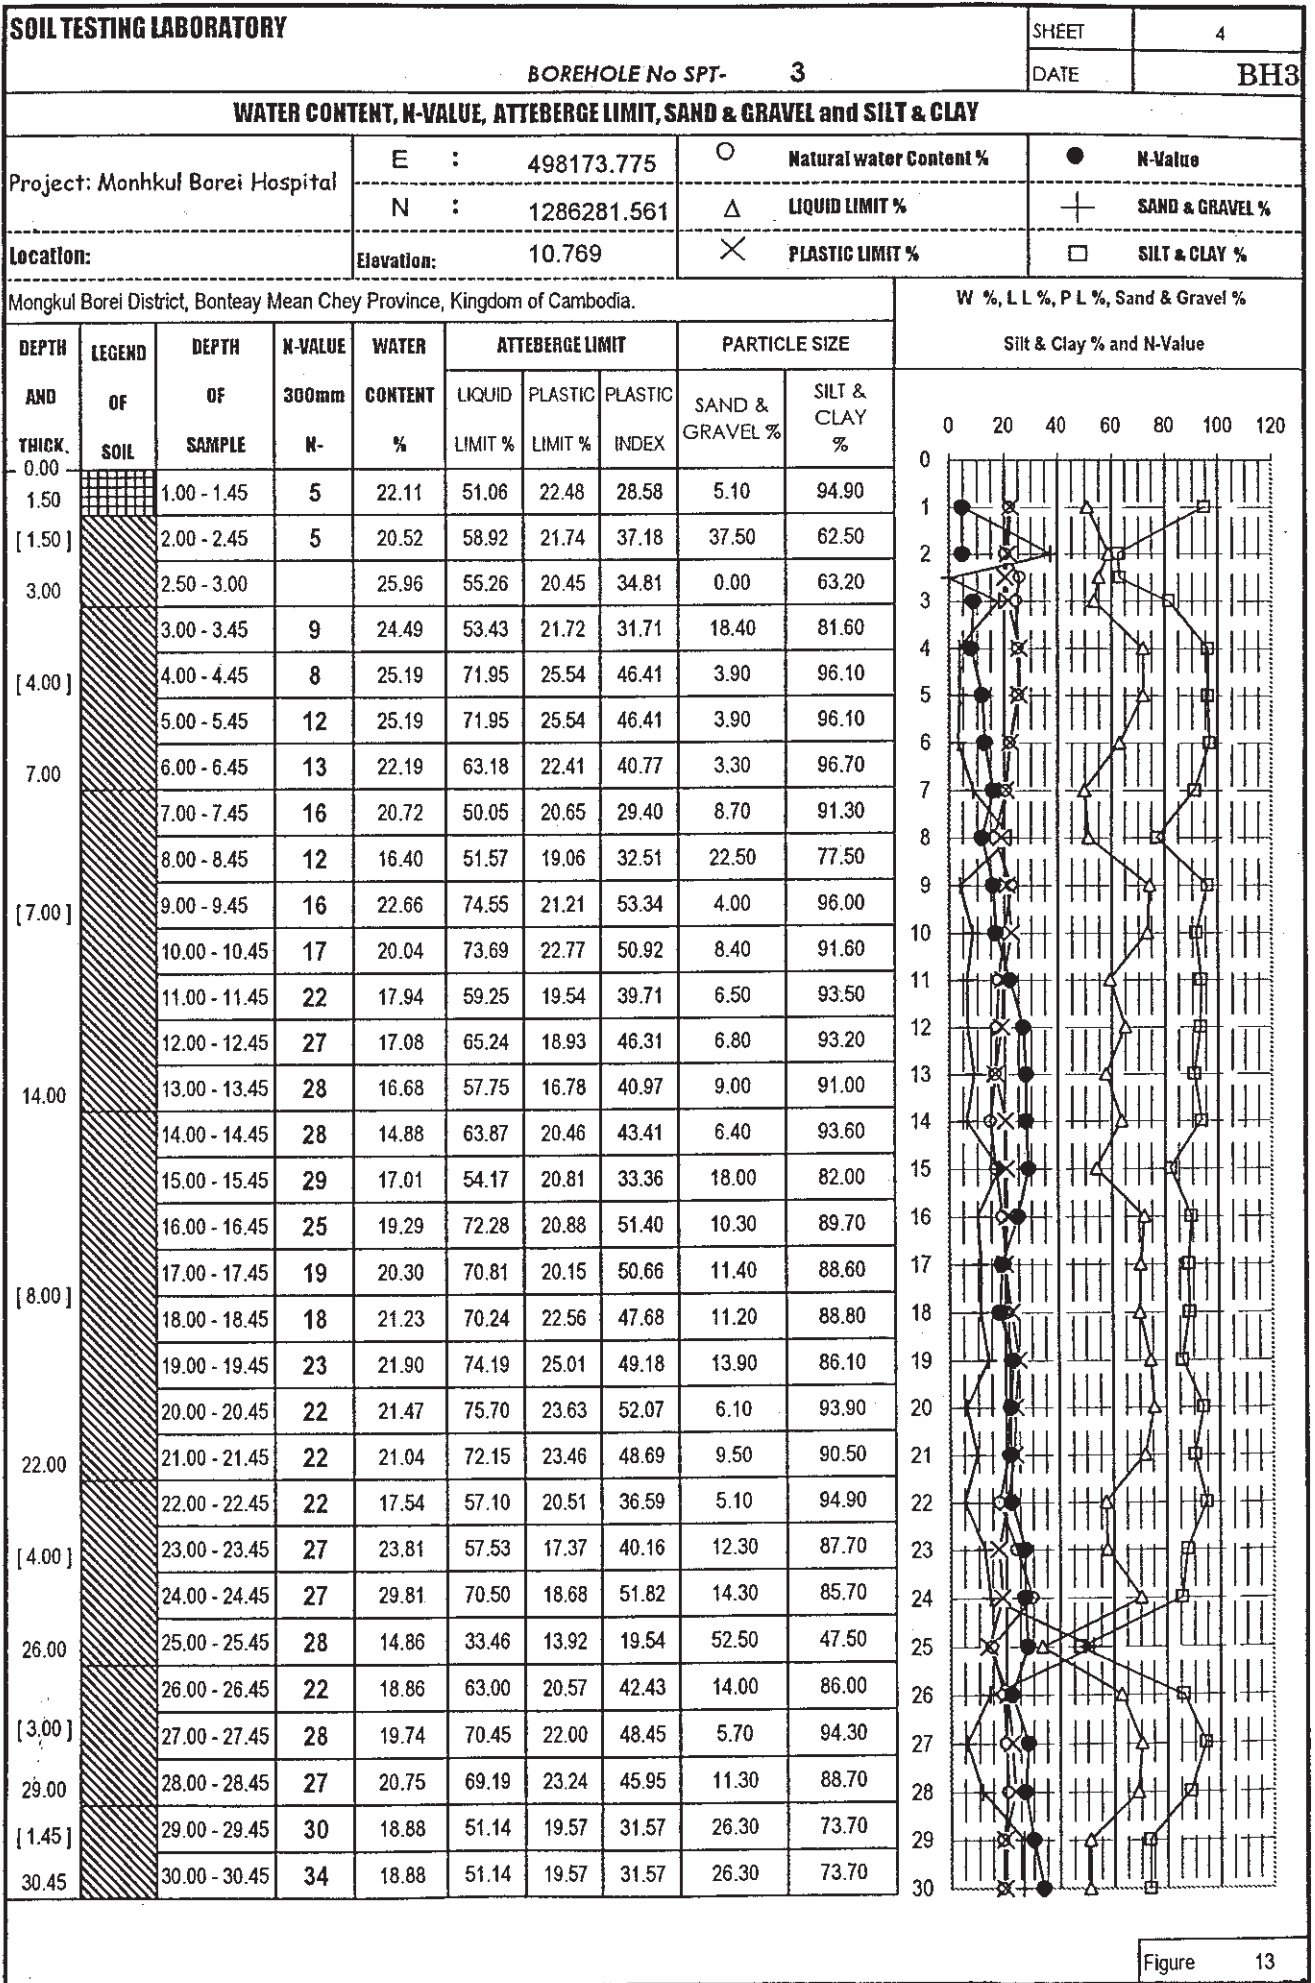 SOIL TESTING LABORATORY
SHEET 4
BOREHOLE No SPT- 3
DATE BH3
WATER CONTENT, N-VALUE, ATTEBERGE LIMIT, SAND & GRAVEL and SILT & CLAY
Project: Monhkul Borei Hospital
E : 498173.775
N : 1286281.561
Location:
Elevation: 10.769
Natural water Content %
N-Value
LIQUID LIMIT %
SAND & GRAVEL %
PLASTIC LIMIT %
SILT & CLAY %
Mongkul Borei District, Bonteay Mean Chey Province, Kingdom of Cambodia.
W %, L L %, P L %, Sand & Gravel %
Silt & Clay % and N-Value
DEPTH AND THICK.
LEGEND OF SOIL
DEPTH OF SAMPLE
N-VALUE 300mm N-
WATER CONTENT %
ATTEBERGE LIMIT
LIQUID LIMIT %
PLASTIC LIMIT %
PLASTIC INDEX
PARTICLE SIZE
SAND & GRAVEL %
SILT & CLAY %
0.00
1.50
[ 1.50 ]
3.00
[ 4.00 ]
7.00
[7.00 ]
14.00
[ 8.00 ]
22.00
[ 4.00 ]
26.00
[ 3.00 ]
29.00
[ 1.45 ]
30.45
1.00 - 1.45 5 22.11 51.06 22.48 28.58 5.10 94.90
2.00 - 2.45 5 20.52 58.92 21.74 37.18 37.50 62.50
2.50 - 3.00 25.96 55.26 20.45 34.81 0.00 63.20
3.00 - 3.45 9 24.49 53.43 21.72 31.71 18.40 81.60
4.00 - 4.45 8 25.19 71.95 25.54 46.41 3.90 96.10
5.00 - 5.45 12 25.19 71.95 25.54 46.41 3.90 96.10
6.00 - 6.45 13 22.19 63.18 22.41 40.77 3.30 96.70
7.00 - 7.45 16 20.72 50.05 20.65 29.40 8.70 91.30
8.00 - 8.45 12 16.40 51.57 19.06 32.51 22.50 77.50
9.00 - 9.45 16 22.66 74.55 21.21 53.34 4.00 96.00
10.00 - 10.45 17 20.04 73.69 22.77 50.92 8.40 91.60
11.00 - 11.45 22 17.94 59.25 19.54 39.71 6.50 93.50
12.00 - 12.45 27 17.08 65.24 18.93 46.31 6.80 93.20
13.00 - 13.45 28 16.68 57.75 16.78 40.97 9.00 91.00
14.00 - 14.45 28 14.88 63.87 20.46 43.41 6.40 93.60
15.00 - 15.45 29 17.01 54.17 20.81 33.36 18.00 82.00
16.00 - 16.45 25 19.29 72.28 20.88 51.40 10.30 89.70
17.00 - 17.45 19 20.30 70.81 20.15 50.66 11.40 88.60
18.00 - 18.45 18 21.23 70.24 22.56 47.68 11.20 88.80
19.00 - 19.45 23 21.90 74.19 25.01 49.18 13.90 86.10
20.00 - 20.45 22 21.47 75.70 23.63 52.07 6.10 93.90
21.00 - 21.45 22 21.04 72.15 23.46 48.69 9.50 90.50
22.00 - 22.45 22 17.54 57.10 20.51 36.59 5.10 94.90
23.00 - 23.45 27 23.81 57.53 17.37 40.16 12.30 87.70
24.00 - 24.45 27 29.81 70.50 18.68 51.82 14.30 85.70
25.00 - 25.45 28 14.86 33.46 13.92 19.54 52.50 47.50
26.00 - 26.45 22 18.86 63.00 20.57 42.43 14.00 86.00
27.00 - 27.45 28 19.74 70.45 22.00 48.45 5.70 94.30
28.00 - 28.45 27 20.75 69.19 23.24 45.95 11.30 88.70
29.00 - 29.45 30 18.88 51.14 19.57 31.57 26.30 73.70
30.00 - 30.45 34 18.88 51.14 19.57 31.57 26.30 73.70
0 20 40 60 80 100 120
0
1
2
3
4
5
6
7
8
9
10
11
12
13
14
15
16
17
18
19
20
21
22
23
24
25
26
27
28
29
30
Figure 13